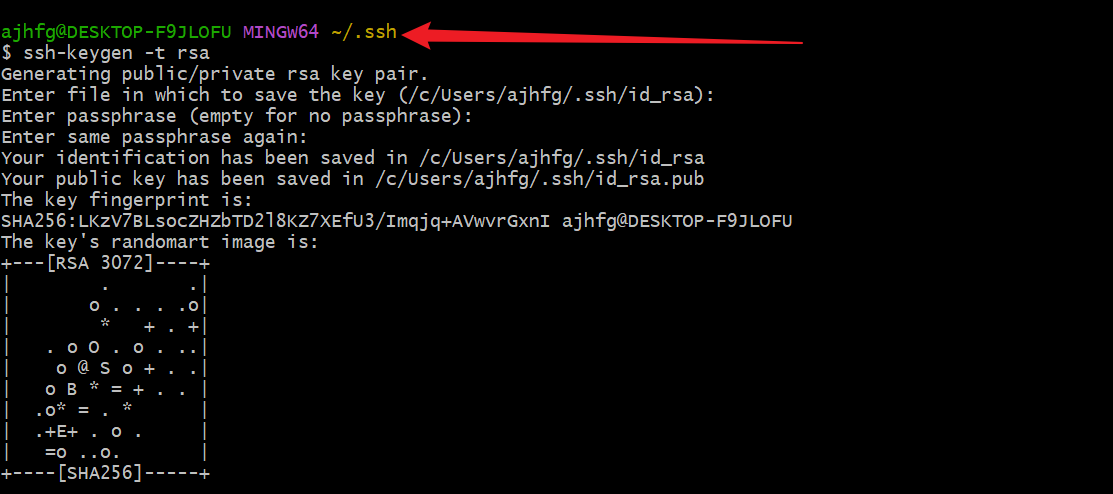 ajhfg@DESKTOP-F9JLOFU MINGW64 ~/.ssh
$ ssh-keygen -t rsa
Generating public/private rsa key pair.
Enter file in which to save the key (/c/Users/ajhfg/.ssh/id_rsa):
Enter passphrase (empty for no passphrase):
Enter same passphrase again:
Your identification has been saved in /c/Users/ajhfg/.ssh/id_rsa
Your public key has been saved in /c/Users/ajhfg/.ssh/id_rsa.pub
The key fingerprint is:
SHA256:LKzV7BLsocZHZbTD2l8KZ7XEfU3/Imqjq+AVwvrGxnI ajhfg@DESKTOP-F9JLOFU
The key's randomart image is:
+---[RSA 3072]----+
|        .       .|
|       o . . . .o|
|        *   + . +|
|   . o O . o . ..|
|    o @ S o + . .|
|   o B * = + . . |
|  .o* = . *      |
|  .+E+ . o .     |
|   =o ..o.       |
+----[SHA256]-----+